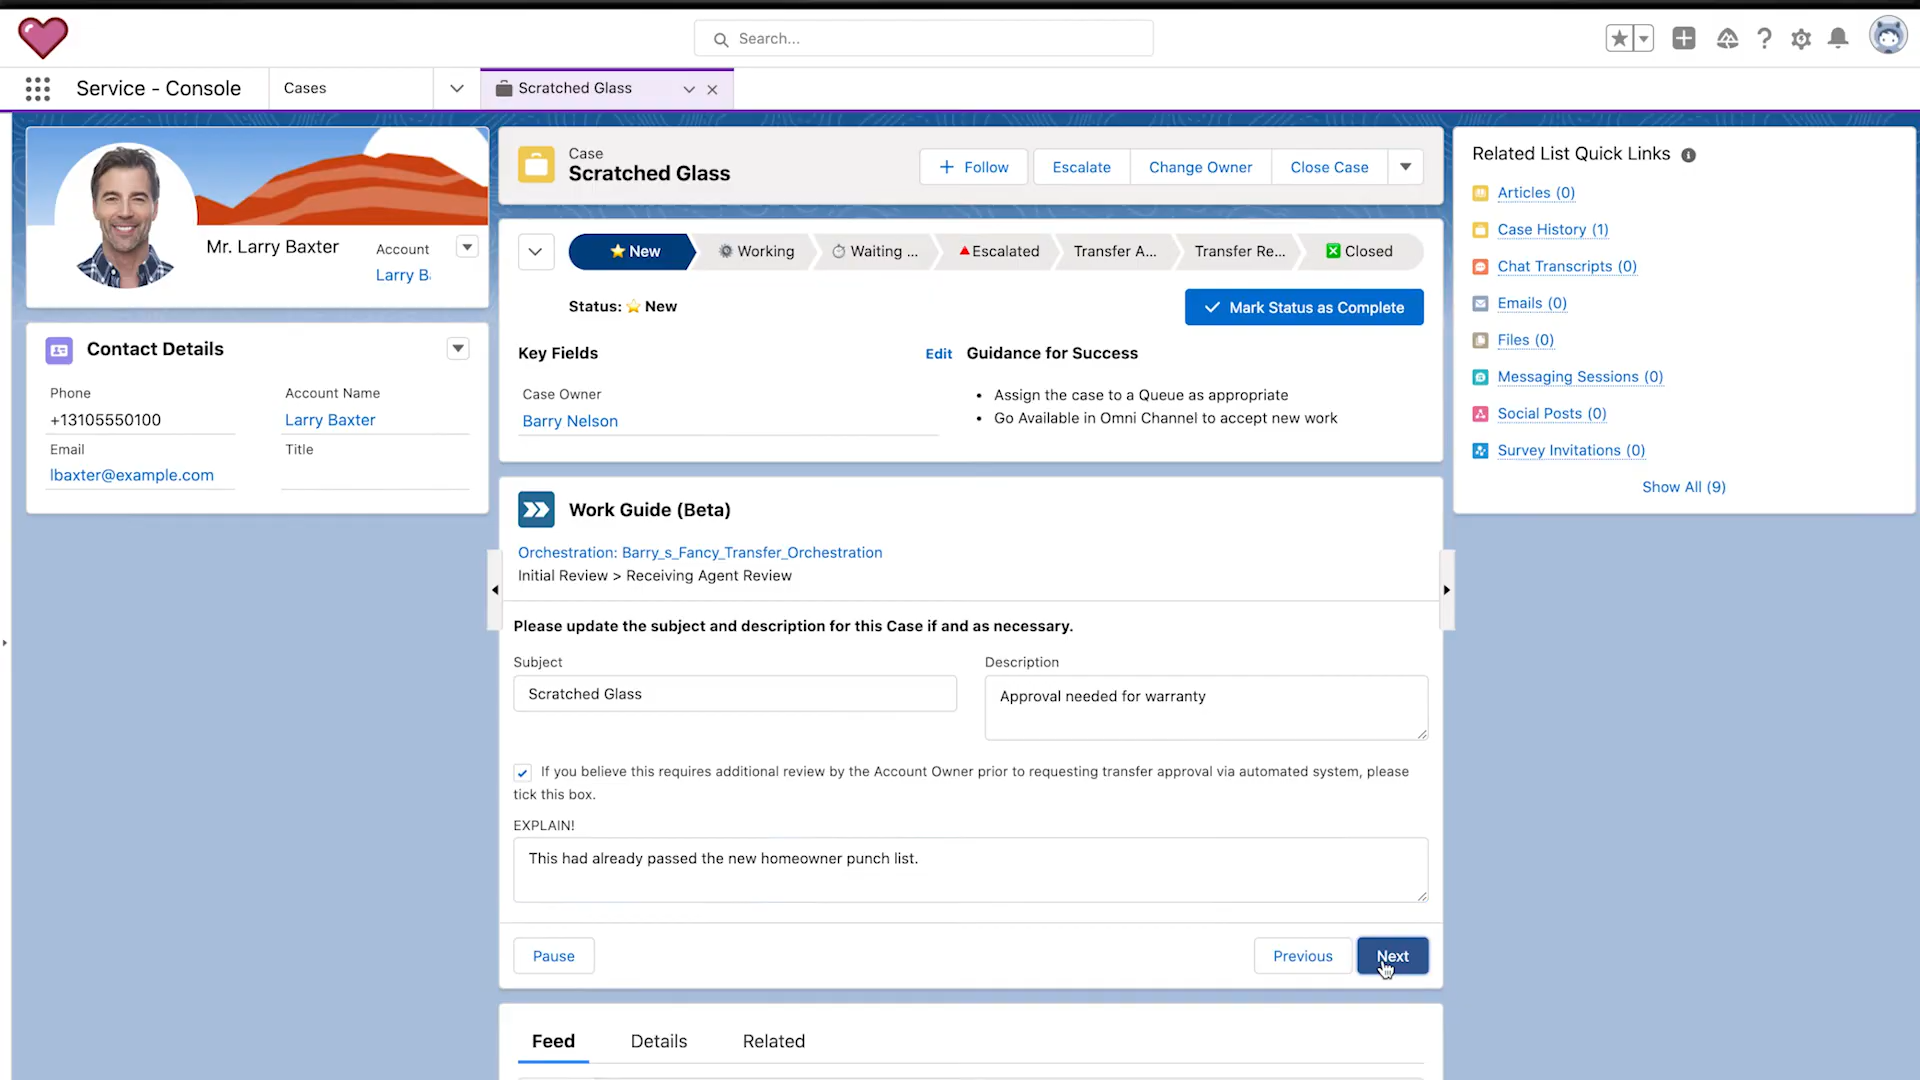 Search...
Service - Console
Cases
Scratched Glass
Mr. Larry Baxter
Account
Larry B
Contact Details
Phone
Account Name
+13105550100
Larry Baxter
Email
Title
lbaxter@example.com
Case
Scratched Glass
Follow
Escalate
Change Owner
Close Case
New
Working
Waiting ...
Escalated
Transfer A...
Transfer Re...
Closed
Status: New
Mark Status as Complete
Key Fields
Edit
Case Owner
Barry Nelson
Guidance for Success
• Assign the case to a Queue as appropriate
• Go Available in Omni Channel to accept new work
Work Guide (Beta)
Orchestration: Barry_s_Fancy_Transfer_Orchestration
Initial Review > Receiving Agent Review
Please update the subject and description for this Case if and as necessary.
Subject
Description
Scratched Glass
Approval needed for warranty
If you believe this requires additional review by the Account Owner prior to requesting transfer approval via automated system, please
tick this box.
EXPLAIN!
This had already passed the new homeowner punch list.
Pause
Previous
Next
Feed
Details
Related
Related List Quick Links
Articles (0)
Case History (1)
Chat Transcripts (0)
Emails (0)
Files (0)
Messaging Sessions (0)
Social Posts (0)
Survey Invitations (0)
Show All (9)